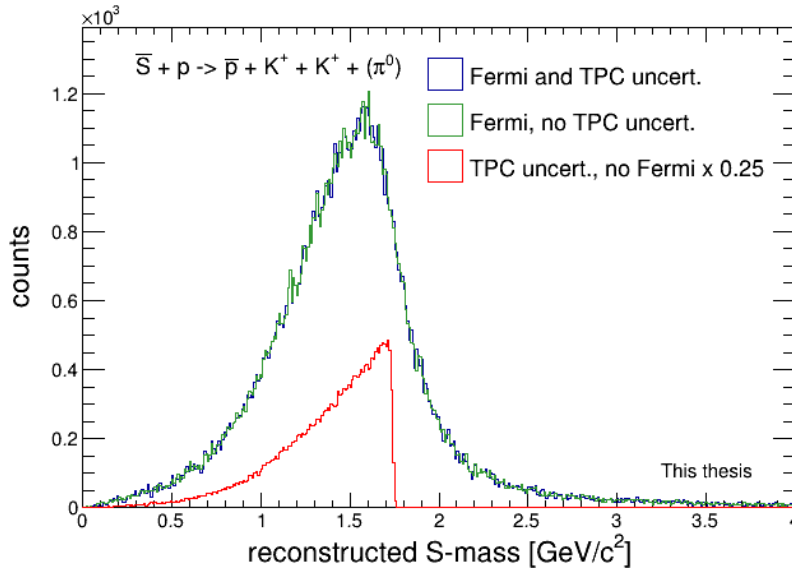 ×10³
S̅ + p -> p̅ + K⁺ + K⁺ + (π⁰)
Fermi and TPC uncert.
Fermi, no TPC uncert.
TPC uncert., no Fermi x 0.25
1.2
1
0.8
0.6
0.4
0.2
0
counts
This thesis
0 0.5 1 1.5 2 2.5 3 3.5 4
reconstructed S-mass [GeV/c²]